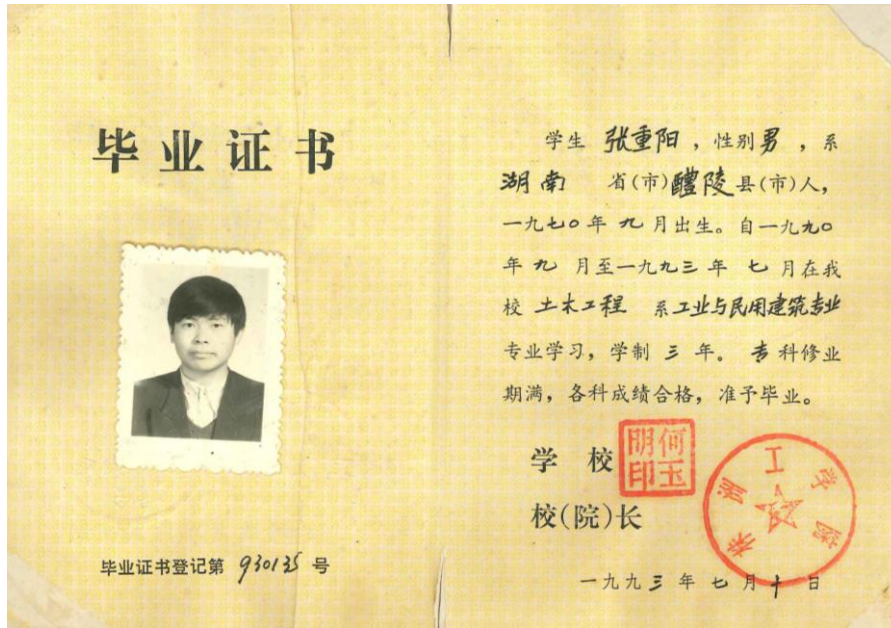 毕业证书
毕业证书登记第 930135 号
学生 张重阳 ,性别男 ,系
湖南 省(市)醴陵县(市)人,
一九七〇年 九月出生。自一九九〇
年 九 月至一九九三 年 七 月在我
校 土木工程 系工业与民用建筑专业
专业学习,学制 三 年。专科修业
期满,各科成绩合格,准予毕业。
学 校
何玉明印
校(院)长
一九九三年七月十日